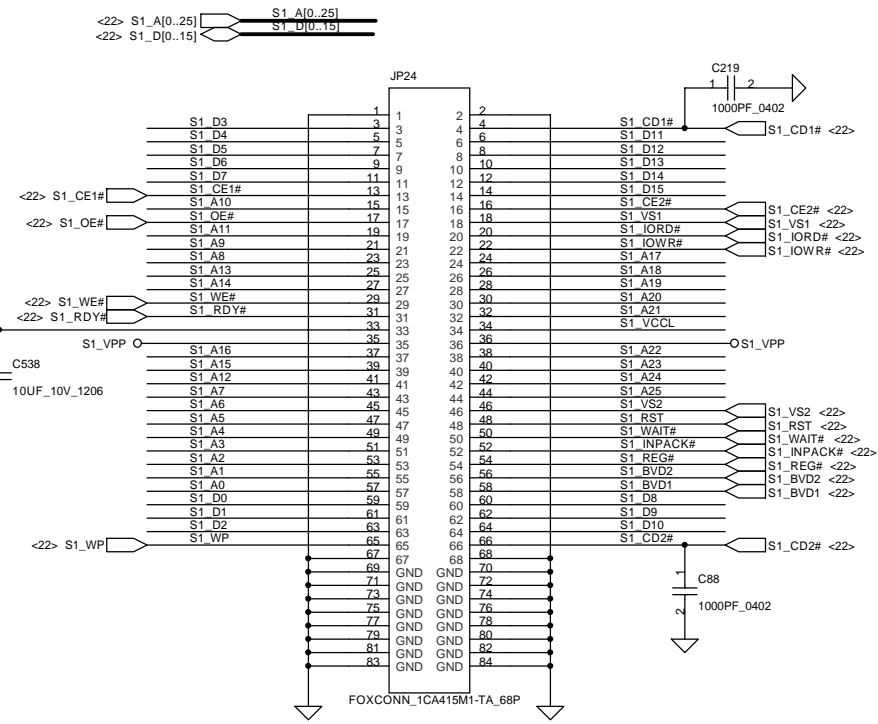 <22> S1_A[0..25] S1_A[0..25]
<22> S1_D[0..15] S1_D[0..15]
C219
JP24
1 2
1000PF_0402
1 1 2 2
S1_D3 3 3 4 4 S1_CD1# S1_CD1# <22>
S1_D4 5 5 6 6 S1_D11
S1_D5 7 7 8 8 S1_D12
S1_D6 9 9 10 10 S1_D13
S1_D7 11 11 12 12 S1_D14
<22> S1_CE1# S1_CE1# 13 13 14 14 S1_D15
S1_A10 15 15 16 16 S1_CE2# S1_CE2# <22>
<22> S1_OE# S1_OE# 17 17 18 18 S1_VS1 S1_VS1 <22>
S1_A11 19 19 20 20 S1_IORD# S1_IORD# <22>
S1_A9 21 21 22 22 S1_IOWR# S1_IOWR# <22>
S1_A8 23 23 24 24 S1_A17
S1_A13 25 25 26 26 S1_A18
S1_A14 27 27 28 28 S1_A19
<22> S1_WE# S1_WE# 29 29 30 30 S1_A20
<22> S1_RDY# S1_RDY# 31 31 32 32 S1_A21
33 33 34 34 S1_VCCL
S1_VPP 35 35 36 36 S1_VPP
S1_A16 37 37 38 38 S1_A22
C538
S1_A15 39 39 40 40 S1_A23
S1_A12 41 41 42 42 S1_A24
10UF_10V_1206
S1_A7 43 43 44 44 S1_A25
S1_A6 45 45 46 46 S1_VS2 S1_VS2 <22>
S1_A5 47 47 48 48 S1_RST S1_RST <22>
S1_A4 49 49 50 50 S1_WAIT# S1_WAIT# <22>
S1_A3 51 51 52 52 S1_INPACK# S1_INPACK# <22>
S1_A2 53 53 54 54 S1_REG# S1_REG# <22>
S1_A1 55 55 56 56 S1_BVD2 S1_BVD2 <22>
S1_A0 57 57 58 58 S1_BVD1 S1_BVD1 <22>
S1_D0 59 59 60 60 S1_D8
S1_D1 61 61 62 62 S1_D9
S1_D2 63 63 64 64 S1_D10
<22> S1_WP S1_WP 65 65 66 66 S1_CD2# S1_CD2# <22>
67 67 68 68
69 GND GND 70
71 GND GND 72
1
C88
73 GND GND 74
1000PF_0402
2
75 GND GND 76
77 GND GND 78
79 GND GND 80
81 GND GND 82
83 GND GND 84
FOXCONN_1CA415M1-TA_68P